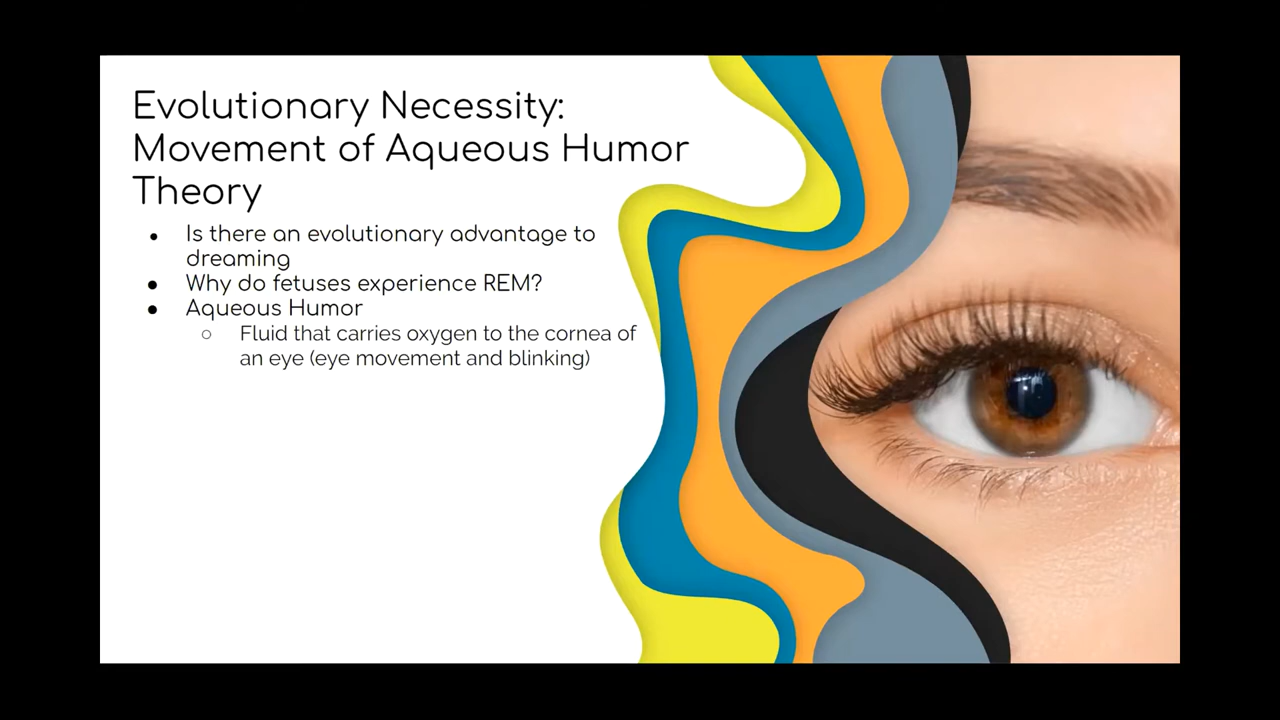 Evolutionary Necessity:
Movement of Aqueous Humor
Theory
● Is there an evolutionary advantage to
dreaming
● Why do fetuses experience REM?
● Aqueous Humor
○ Fluid that carries oxygen to the cornea of
an eye (eye movement and blinking)